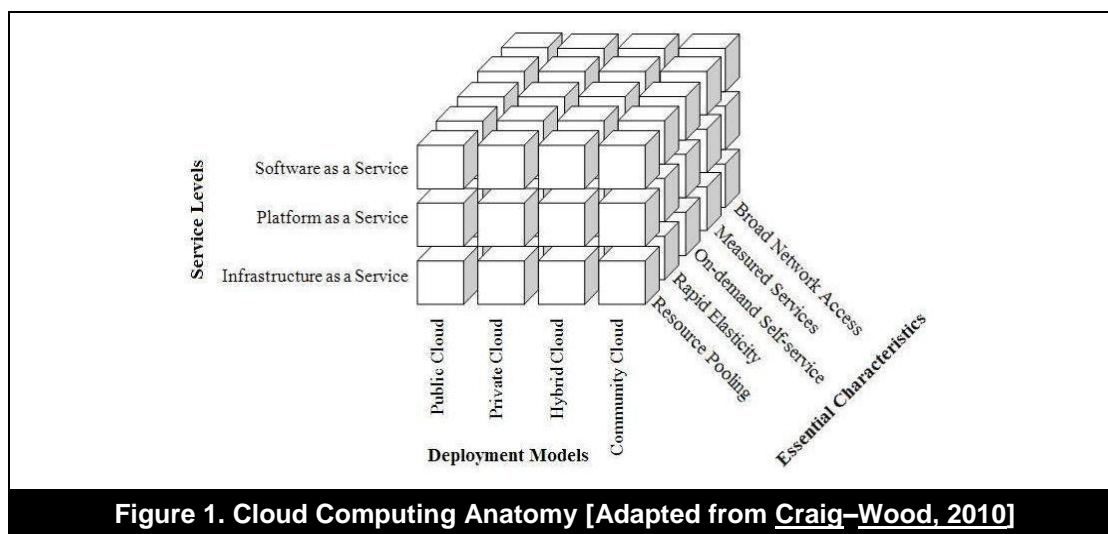 Service Levels
Software as a Service
Platform as a Service
Infrastructure as a Service
Public Cloud
Private Cloud
Hybrid Cloud
Community Cloud
Deployment Models
Resource Pooling
Rapid Elasticity
On-demand Self-service
Measured Services
Broad Network Access
Essential Characteristics
Figure 1. Cloud Computing Anatomy [Adapted from Craig–Wood, 2010]